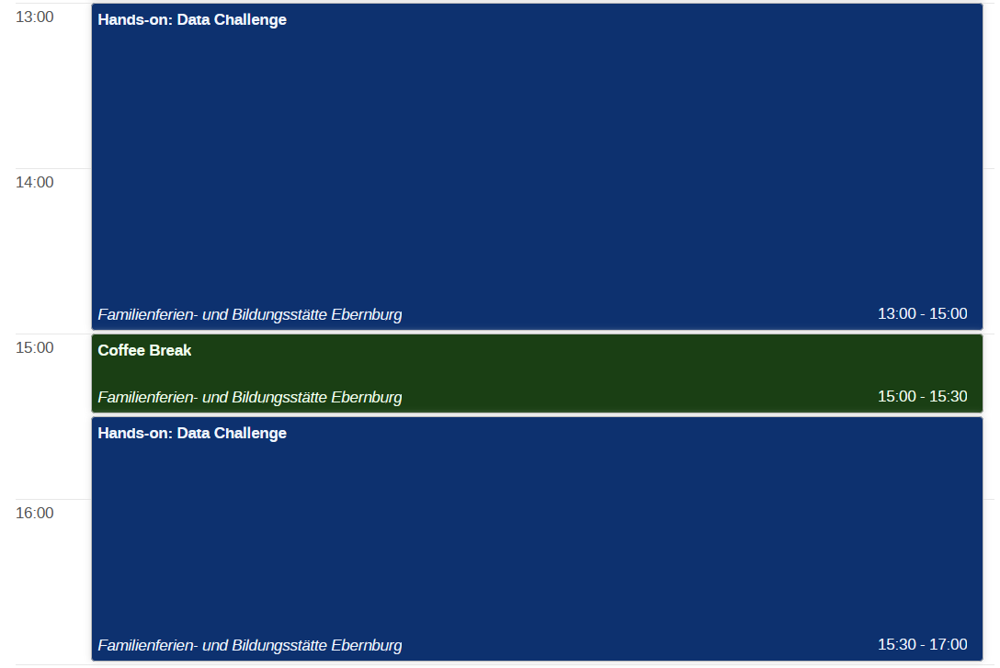 13:00
Hands-on: Data Challenge
14:00
Familienferien- und Bildungsstätte Ebernburg 13:00 - 15:00
15:00
Coffee Break
Familienferien- und Bildungsstätte Ebernburg 15:00 - 15:30
Hands-on: Data Challenge
16:00
Familienferien- und Bildungsstätte Ebernburg 15:30 - 17:00